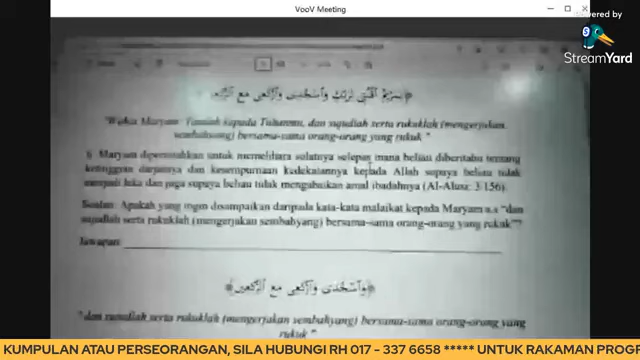 VooV Meeting
Powered by
StreamYard
﴿يَـٰمَرْيَمُ ٱقْنُتِى لِرَبِّكِ وَٱسْجُدِى وَٱرْكَعِى مَعَ
"Wahai Maryam! Taatlah kepada Tuhanmu, dan sujudlah serta rukuklah (mengerjakan
sembahyang) bersama-sama orang-orang yang rukuk "
Maryam diperintahkan untuk memelihara solatnya selepas mana beliau diberitahu tentang
ketinggian darjatnya dan kesempurnaan kedekatannya kepada Allah supaya beliau tidak
menjadi leka dan juga supaya beliau tidak mengabaikan amal ibadahnya (Al-Alusi: 3:156).
Soalan: Apakah yang ingin disampaikan daripada kata-kata malaikat kepada Maryam a.s "dan
sujudlah serta rukuklah (mengerjakan sembahyang) bersama-sama orang-orang yang rukuk"?
Jawapan:
﴿وَٱسْجُدِى وَٱرْكَعِى مَعَ ٱلرَّٰكِعِينَ﴾
"dan sujudlah serta rukuklah (mengerjakan sembahyang) bersama-sama orang-orang yang
rukuk "
KUMPULAN ATAU PERSEORANGAN, SILA HUBUNGI RH 017 - 337 6658 ***** UNTUK RAKAMAN PROG